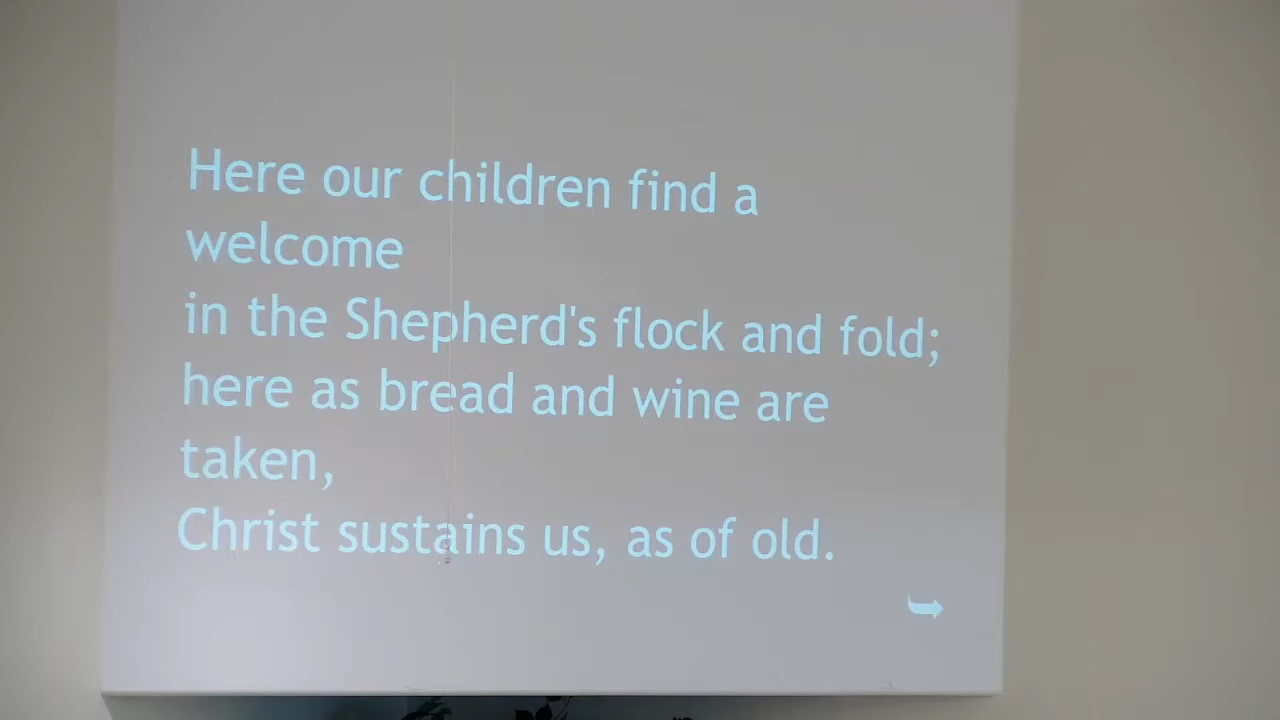 Here our children find a
welcome
in the Shepherd's flock and fold;
here as bread and wine are
taken,
Christ sustains us, as of old.